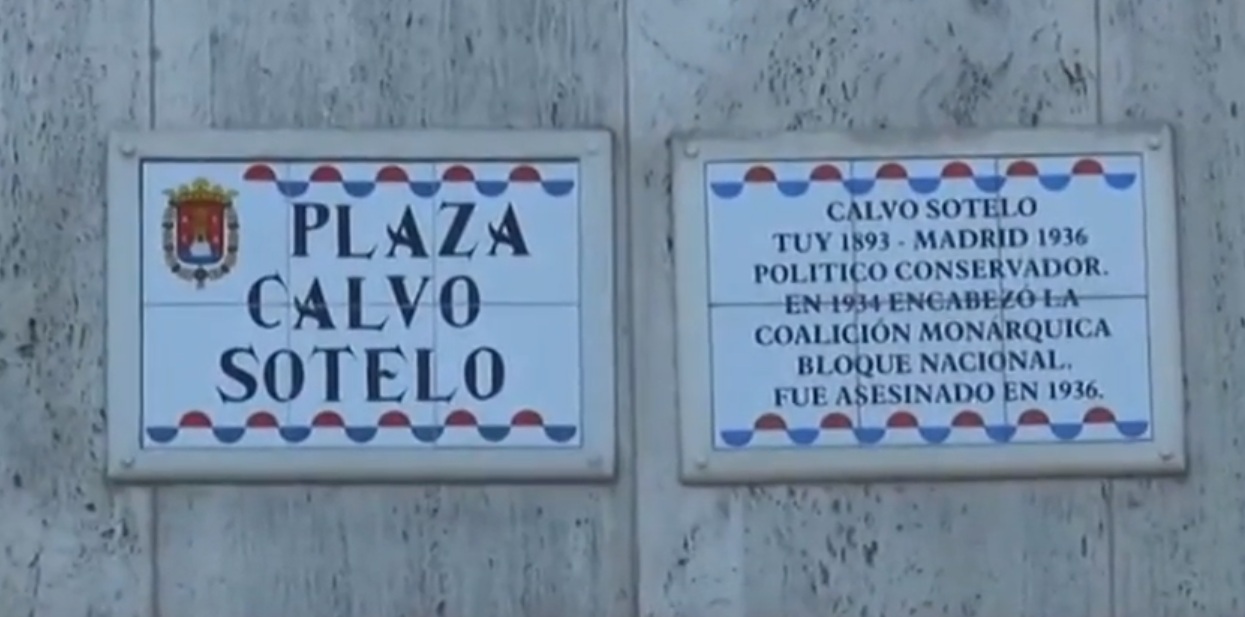 PLAZA
CALVO
SOTELO
CALVO SOTELO
TUY 1893 - MADRID 1936
POLITICO CONSERVADOR.
EN 1934 ENCABEZÓ LA
COALICIÓN MONÁRQUICA
BLOQUE NACIONAL.
FUE ASESINADO EN 1936.